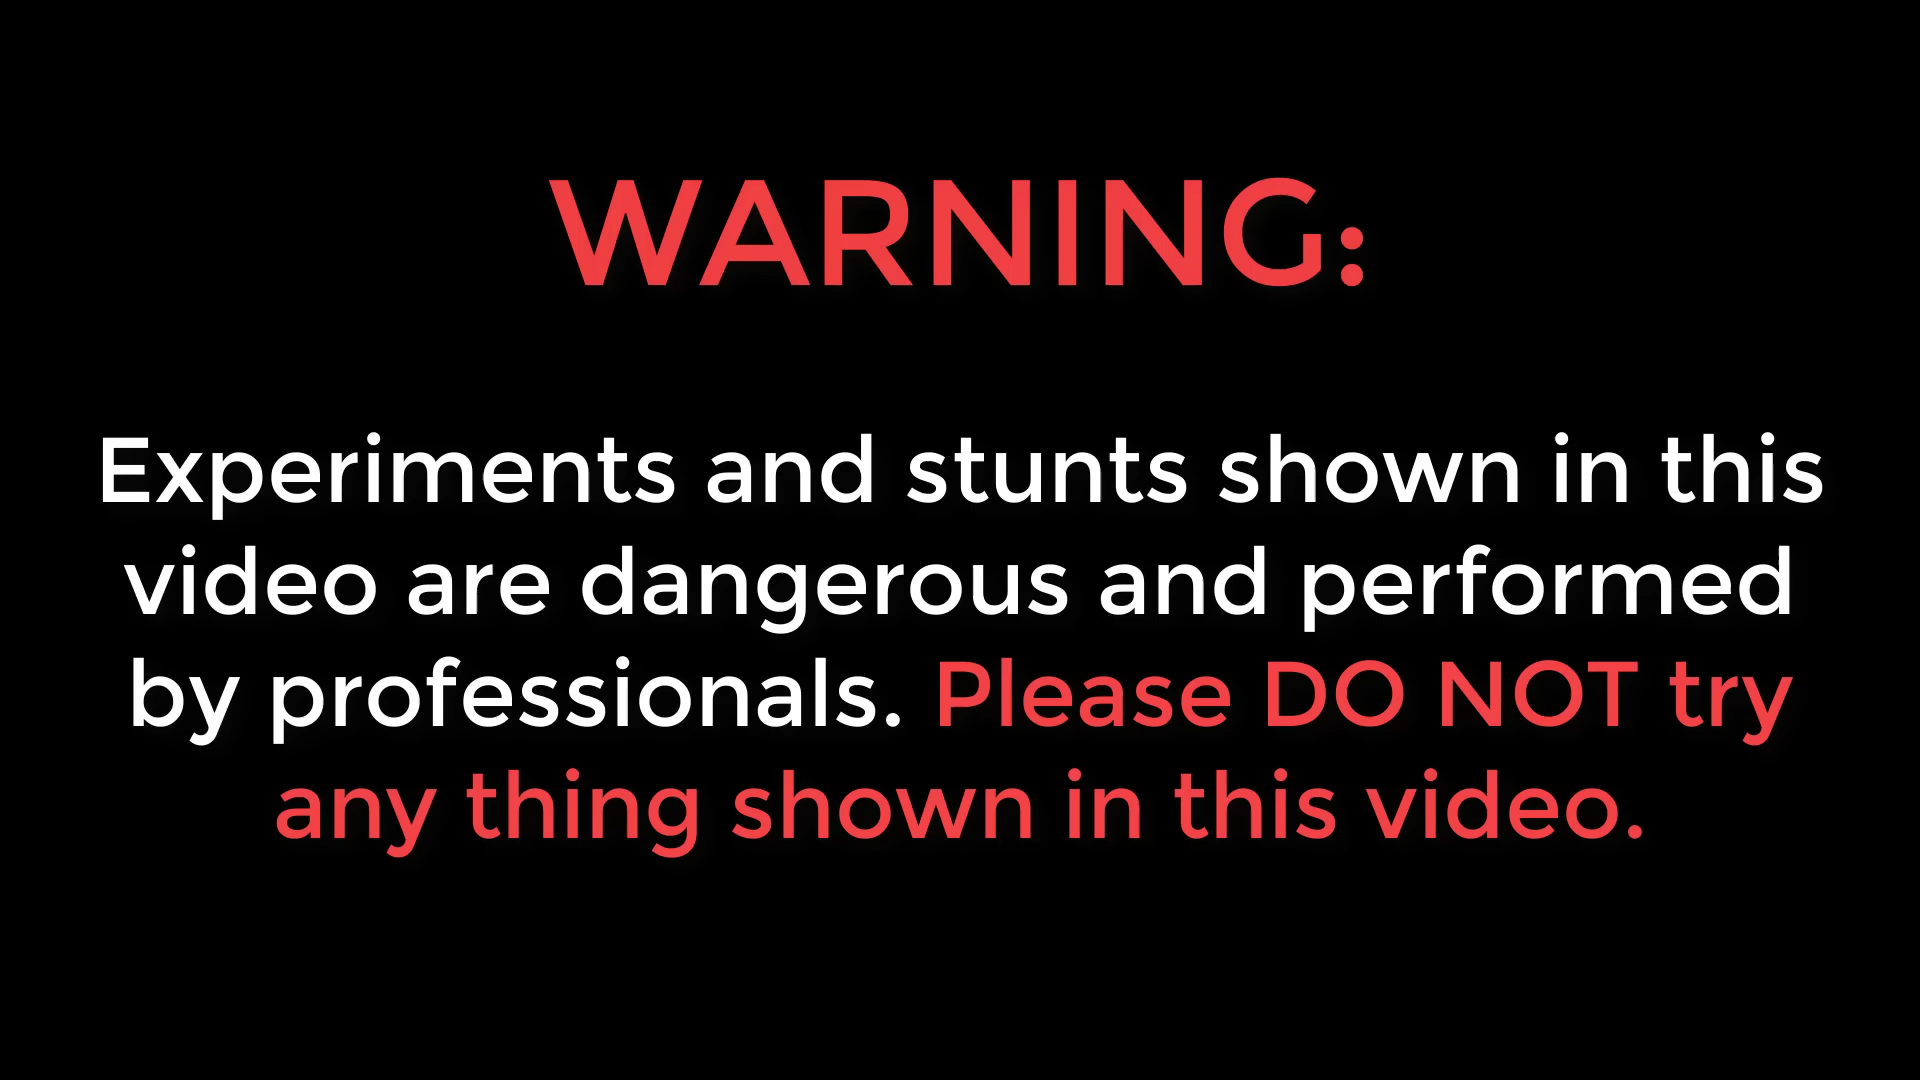 WARNING:
Experiments and stunts shown in this
video are dangerous and performed
by professionals. Please DO NOT try
any thing shown in this video.